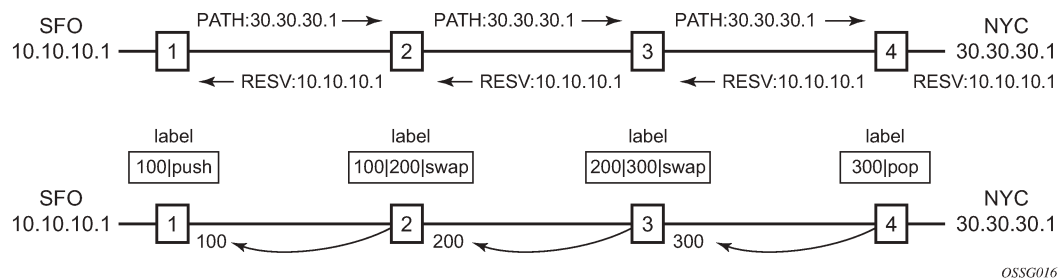 PATH:30.30.30.1 PATH:30.30.30.1 PATH:30.30.30.1
SFO NYC
10.10.10.1 1 2 3 4 30.30.30.1
RESV:10.10.10.1 RESV:10.10.10.1 RESV:10.10.10.1 RESV:10.10.10.1
label label label label
100|push 100|200|swap 200|300|swap 300|pop
SFO NYC
10.10.10.1 1 2 3 4 30.30.30.1
100 200 300
OSSG016